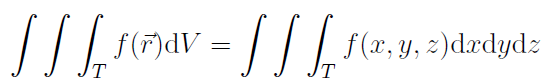 ∫ ∫ ∫_T f(r⃗)dV = ∫ ∫ ∫_T f(x, y, z)dxdydz